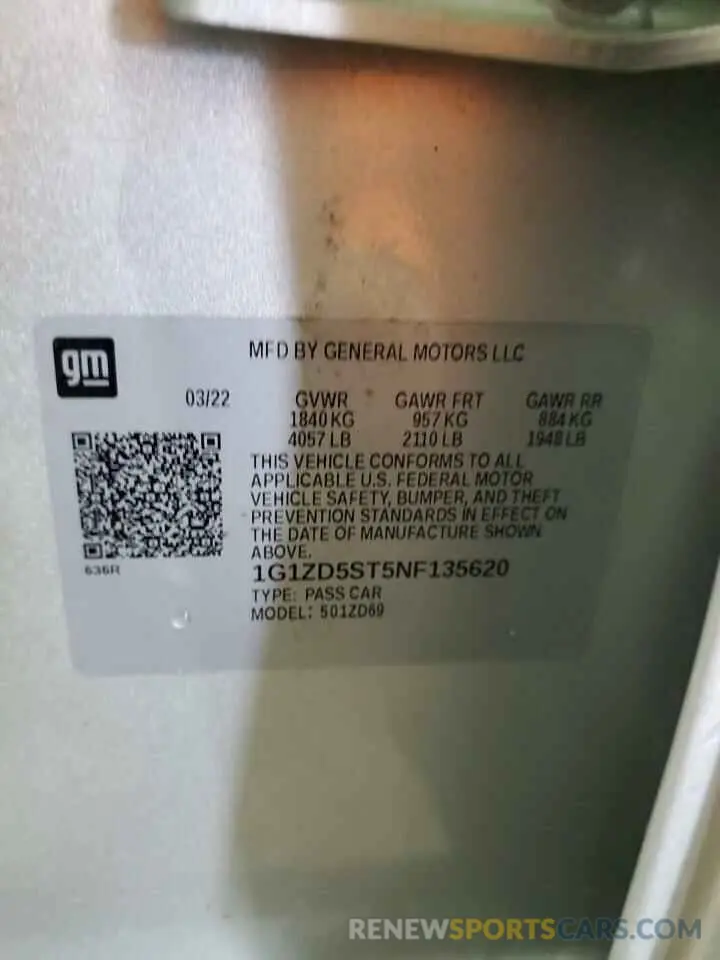 gm
MFD BY GENERAL MOTORS LLC
03/22 GVWR GAWR FRT GAWR RR
1840 KG 957 KG 884 KG
4057 LB 2110 LB 1948 LB
THIS VEHICLE CONFORMS TO ALL
APPLICABLE U.S. FEDERAL MOTOR
VEHICLE SAFETY, BUMPER, AND THEFT
PREVENTION STANDARDS IN EFFECT ON
THE DATE OF MANUFACTURE SHOWN
ABOVE.
636R
1G1ZD5ST5NF135620
TYPE: PASS CAR
MODEL: 501ZD69
RENEWSPORTSCARS.COM